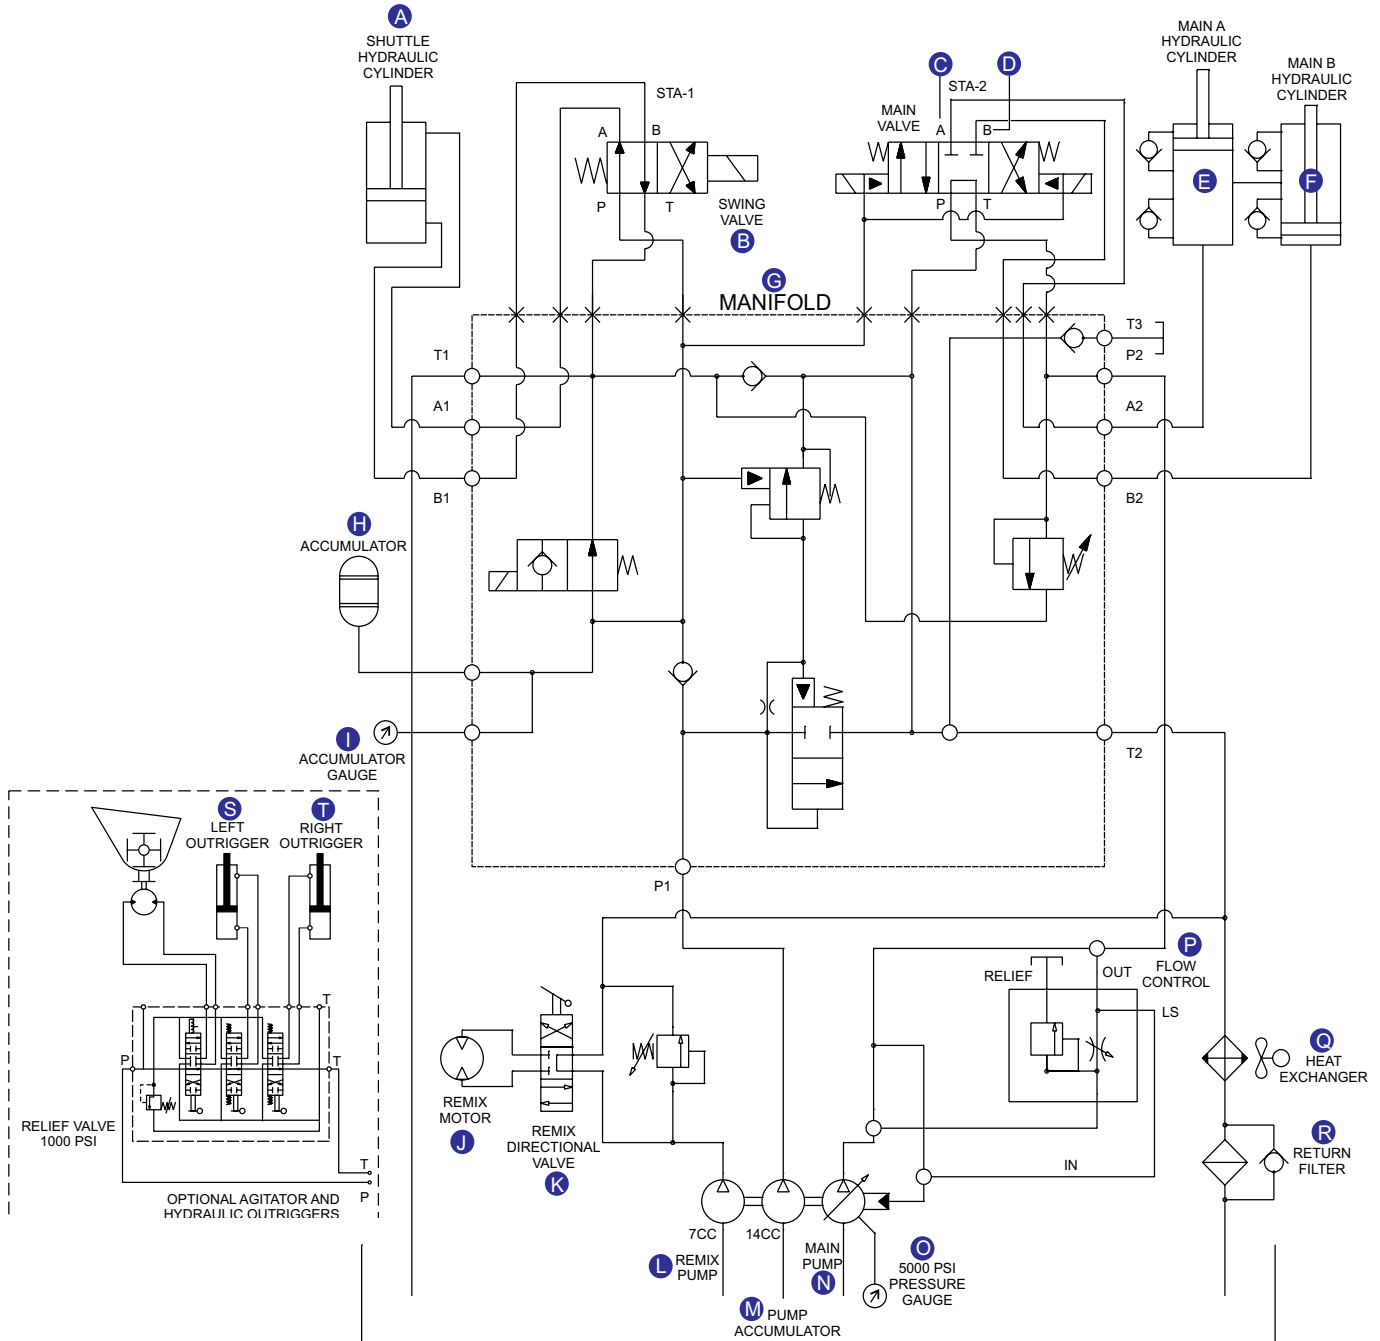 A
SHUTTLE
HYDRAULIC
CYLINDER
STA-1
A
B
P
T
SWING
VALVE
B
C
D
STA-2
MAIN
VALVE
A
B
P
T
MAIN A
HYDRAULIC
CYLINDER
MAIN B
HYDRAULIC
CYLINDER
E
F
G
MANIFOLD
T1
A1
B1
T3
P2
A2
B2
H
ACCUMULATOR
I
ACCUMULATOR
GAUGE
T2
P1
S
LEFT
OUTRIGGER
T
RIGHT
OUTRIGGER
T
P
T
RELIEF VALVE
1000 PSI
T
P
OPTIONAL AGITATOR AND
HYDRAULIC OUTRIGGERS
REMIX
MOTOR
J
REMIX
DIRECTIONAL
VALVE
K
RELIEF
OUT
P
FLOW
CONTROL
LS
IN
Q
HEAT
EXCHANGER
R
RETURN
FILTER
7CC
14CC
L
REMIX
PUMP
M
PUMP
ACCUMULATOR
MAIN
PUMP
N
O
5000 PSI
PRESSURE
GAUGE